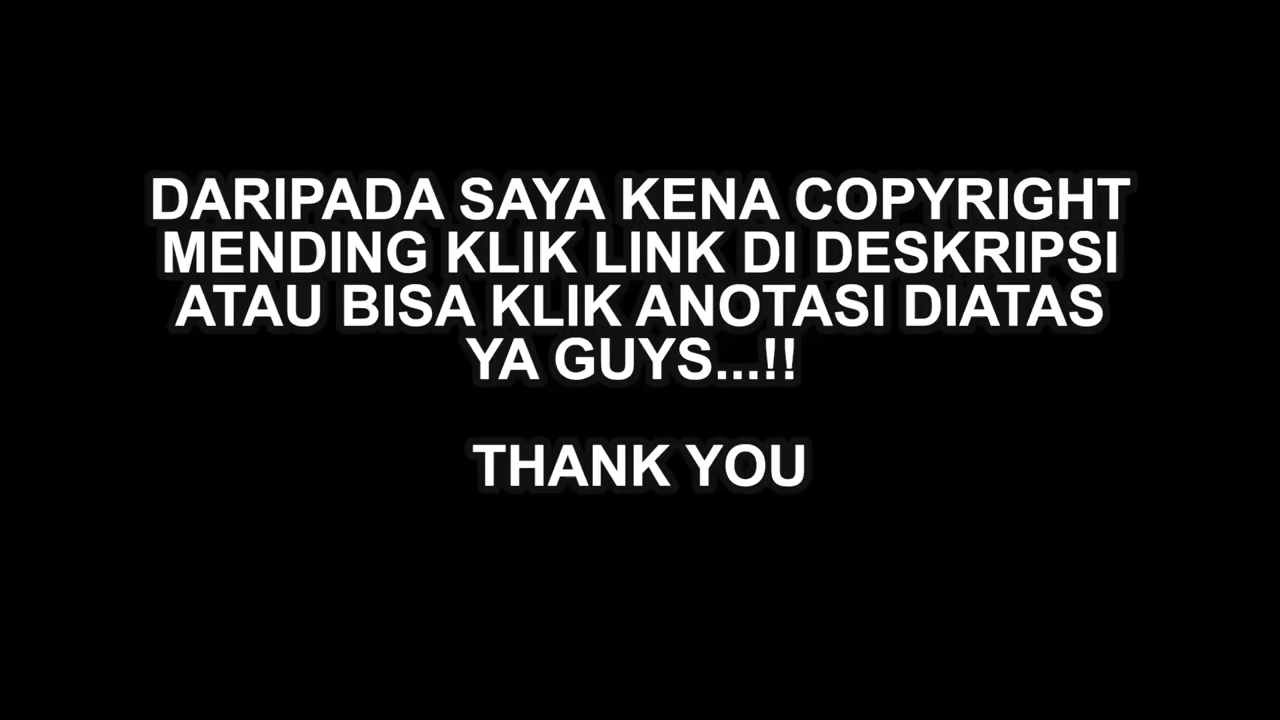 DARIPADA SAYA KENA COPYRIGHT
MENDING KLIK LINK DI DESKRIPSI
ATAU BISA KLIK ANOTASI DIATAS
YA GUYS...!!
THANK YOU